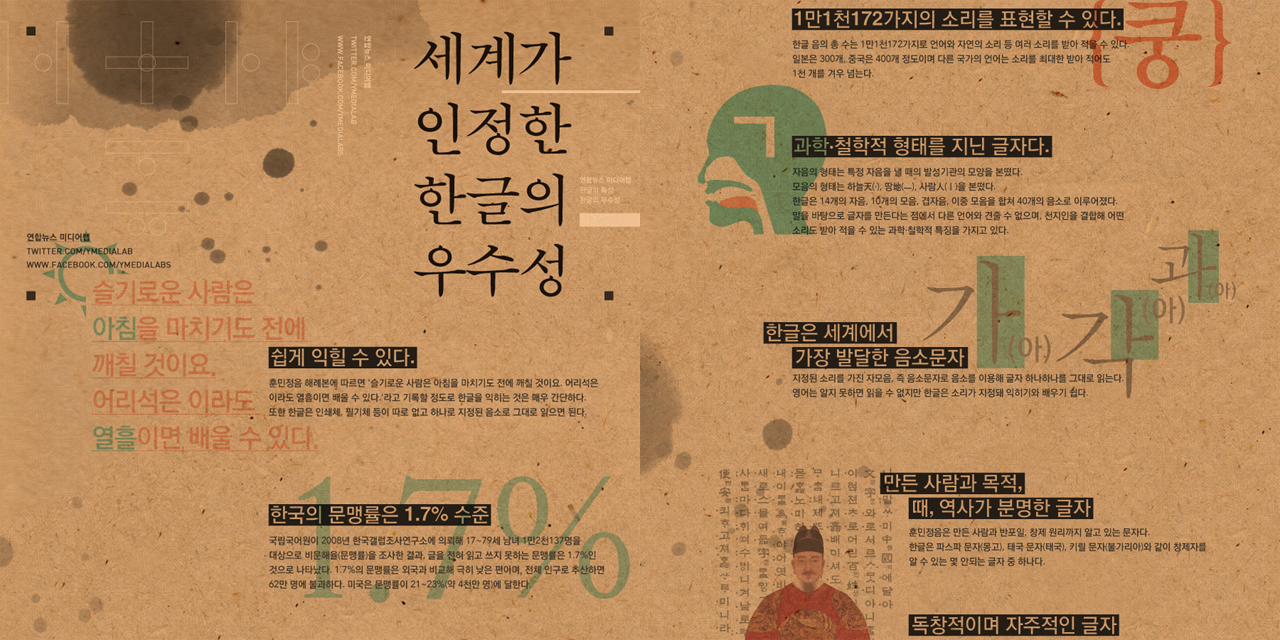 세계가
인정한
한글의
우수성
연합뉴스 미디어랩
TWITTER.COM/YMEDIALAB
WWW.FACEBOOK.COM/YMEDIALABS
연합뉴스 미디어랩
한글의 특성
한글의 우수성
연합뉴스 미디어랩
TWITTER.COM/YMEDIALAB
WWW.FACEBOOK.COM/YMEDIALABS
슬기로운 사람은
아침을 마치기도 전에
깨칠 것이요,
어리석은 이라도
열흘이면 배울 수 있다.
쉽게 익힐 수 있다.
훈민정음 해례본에 따르면 '슬기로운 사람은 아침을 마치기도 전에 깨칠 것이요. 어리석은
이라도 열흘이면 배울 수 있다.'라고 기록할 정도로 한글을 익히는 것은 매우 간단하다.
또한 한글은 인쇄체, 필기체 등이 따로 없고 하나로 지정된 음소로 그대로 읽으면 된다.
1.7%
한국의 문맹률은 1.7% 수준
국립국어원이 2008년 한국갤럽조사연구소에 의뢰해 17~79세 남녀 1만2천137명을
대상으로 비문해율(문맹률)을 조사한 결과, 글을 전혀 읽고 쓰지 못하는 문맹률은 1.7%인
것으로 나타났다. 1.7%의 문맹률은 외국과 비교해 극히 낮은 편이며, 전체 인구로 추산하면
62만 명에 불과하다. 미국은 문맹률이 21~23%(약 4천만 명)에 달한다.
1만1천172가지의 소리를 표현할 수 있다.
{쿵}
한글 음의 총 수는 1만1천172가지로 언어와 자연의 소리 등 여러 소리를 받아 적을 수 있다.
일본은 300개, 중국은 400개 정도이며 다른 국가의 언어는 소리를 최대한 받아 적어도
1천 개를 겨우 넘는다.
과학·철학적 형태를 지닌 글자다.
자음의 형태는 특정 자음을 낼 때의 발성기관의 모양을 본떴다.
모음의 형태는 하늘天(·), 땅地(ㅡ), 사람人(ㅣ)을 본떴다.
한글은 14개의 자음, 10개의 모음, 겹자음, 이중 모음을 합쳐 40개의 음소로 이루어졌다.
말을 바탕으로 글자를 만든다는 점에서 다른 언어와 견줄 수 없으며, 천지인을 결합해 어떤
소리도 받아 적을 수 있는 과학·철학적 특징을 가지고 있다.
가(아) 각(아) 과(아)
한글은 세계에서
가장 발달한 음소문자
지정된 소리를 가진 자모음, 즉 음소문자로 음소를 이용해 글자 하나하나를 그대로 읽는다.
영어는 알지 못하면 읽을 수 없지만 한글은 소리가 지정돼 익히기와 배우기 쉽다.
만든 사람과 목적,
때, 역사가 분명한 글자
훈민정음은 만든 사람과 반포일, 창제 원리까지 알고 있는 문자다.
한글은 파스파 문자(몽고), 태국 문자(태국), 키릴 문자(불가리아)와 같이 창제자를
알 수 있는 몇 안되는 글자 중 하나다.
독창적이며 자주적인 글자